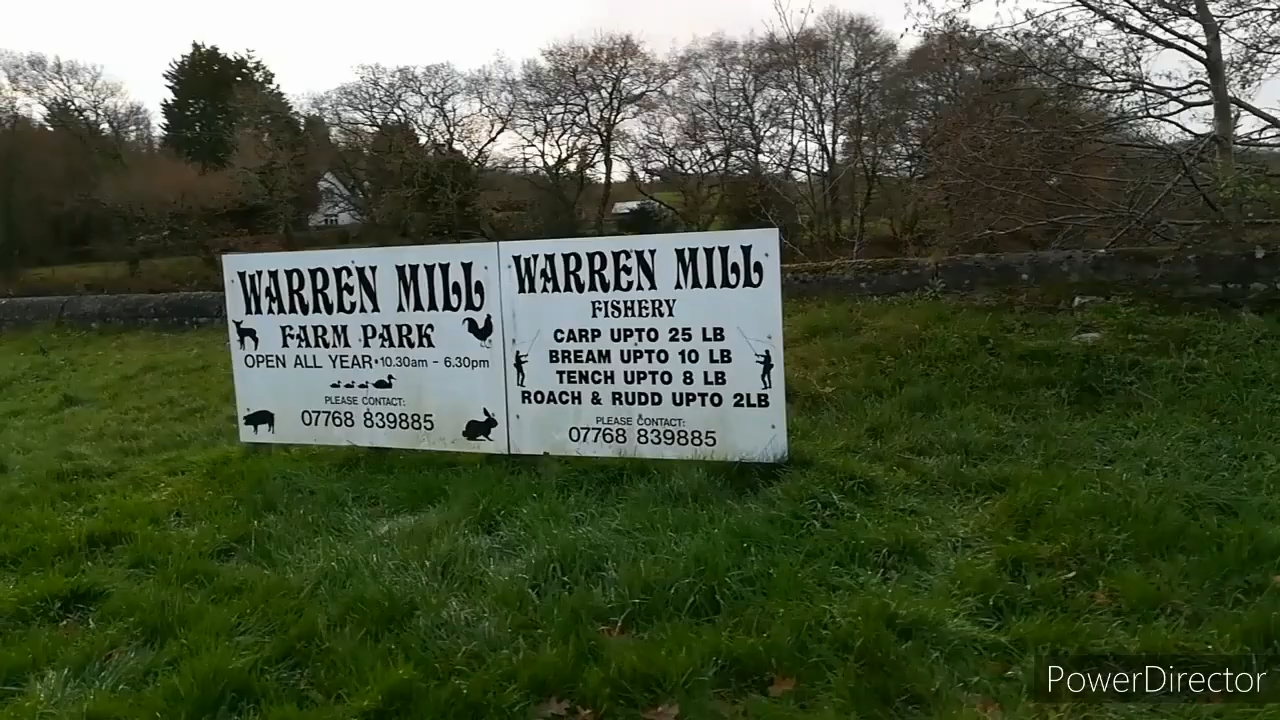 WARREN MILL
FARM PARK
OPEN ALL YEAR•10.30am - 6.30pm
PLEASE CONTACT:
07768 839885
WARREN MILL
FISHERY
CARP UPTO 25 LB
BREAM UPTO 10 LB
TENCH UPTO 8 LB
ROACH & RUDD UPTO 2LB
PLEASE CONTACT:
07768 839885
PowerDirector